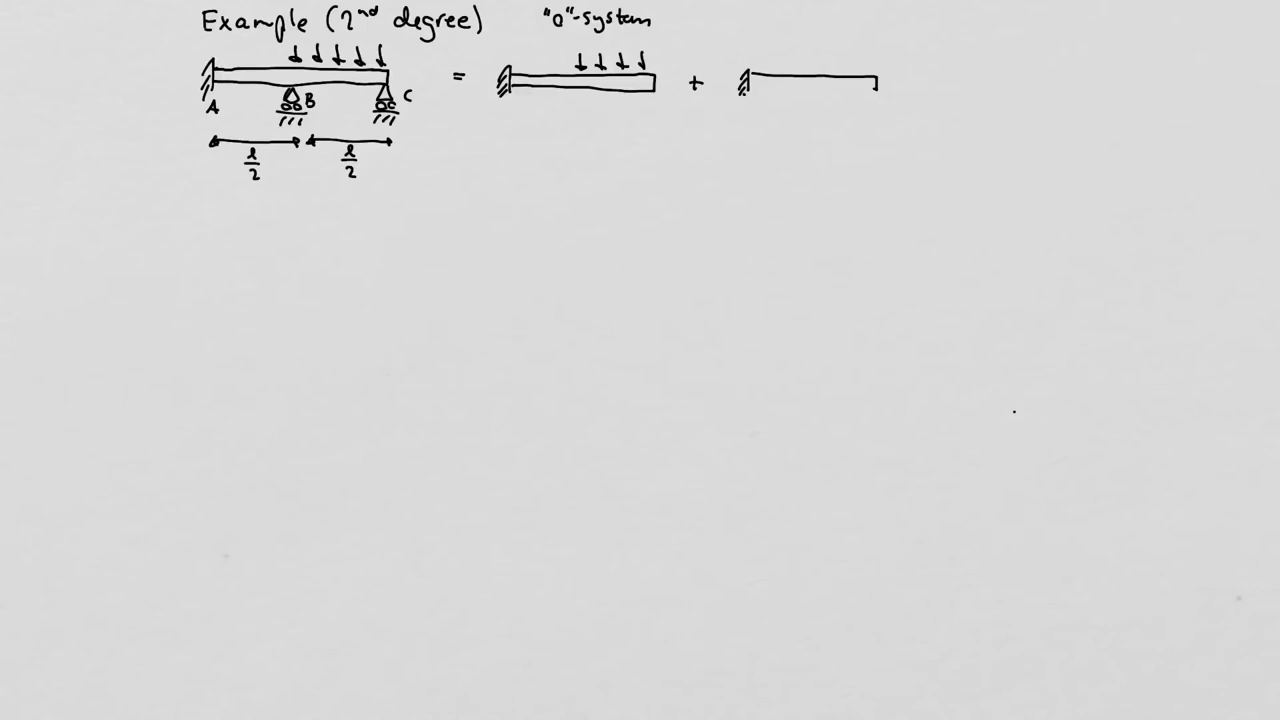 Example (2nd degree)
"0"-system
=
+
A
B
C
l/2
l/2